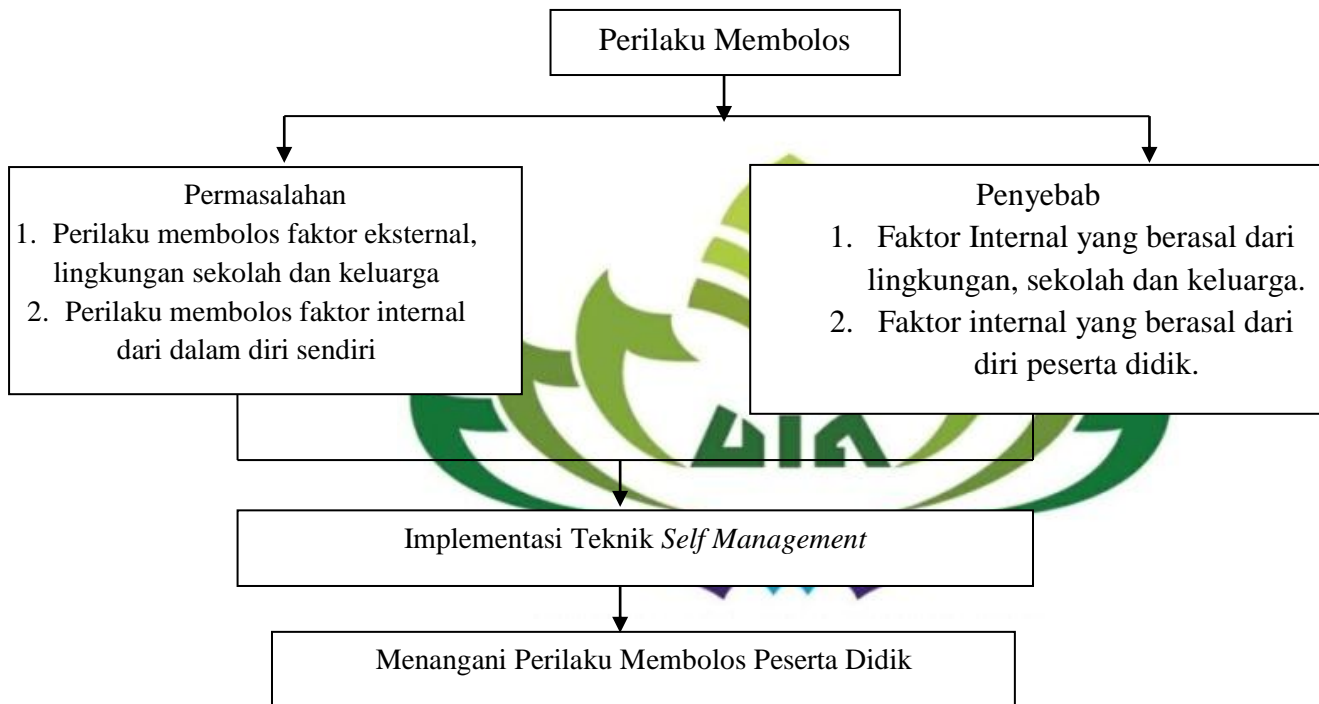 Perilaku Membolos
Permasalahan
1. Perilaku membolos faktor eksternal,
lingkungan sekolah dan keluarga
2. Perilaku membolos faktor internal
dari dalam diri sendiri
Penyebab
1. Faktor Internal yang berasal dari
lingkungan, sekolah dan keluarga.
2. Faktor internal yang berasal dari
diri peserta didik.
Implementasi Teknik Self Management
Menangani Perilaku Membolos Peserta Didik